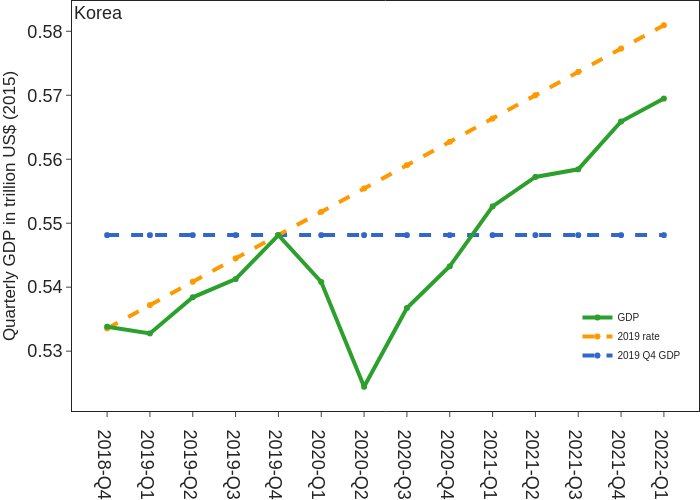 Korea
Quarterly GDP in trillion US$ (2015)
0.58
0.57
0.56
0.55
0.54
0.53
GDP
2019 rate
2019 Q4 GDP
2018-Q4
2019-Q1
2019-Q2
2019-Q3
2019-Q4
2020-Q1
2020-Q2
2020-Q3
2020-Q4
2021-Q1
2021-Q2
2021-Q3
2021-Q4
2022-Q1